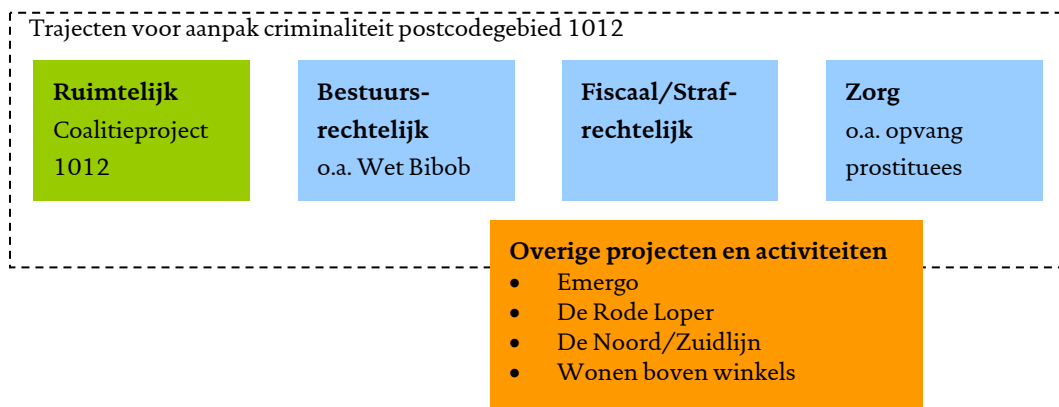 Trajecten voor aanpak criminaliteit postcodegebied 1012
Ruimtelijk
Coalitieproject
1012
Bestuurs-
rechtelijk
o.a. Wet Bibob
Fiscaal/Straf-
rechtelijk
Zorg
o.a. opvang
prostituees
Overige projecten en activiteiten
• Emergo
• De Rode Loper
• De Noord/Zuidlijn
• Wonen boven winkels